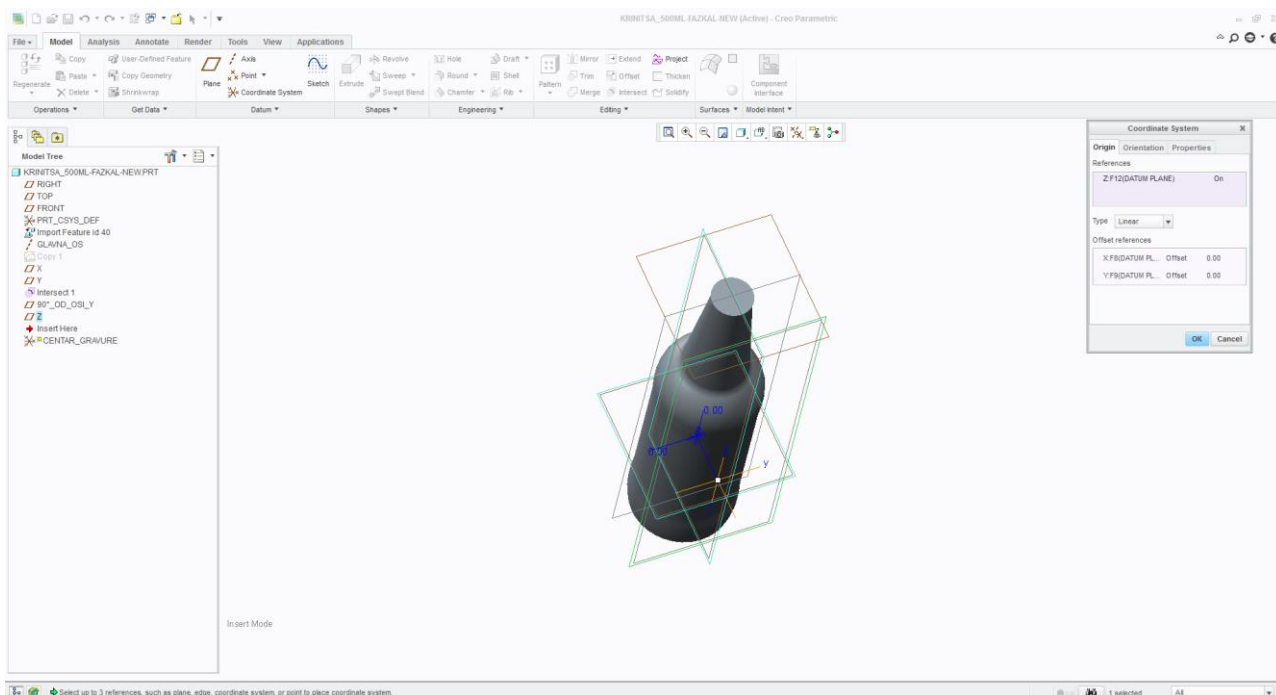 KRINITSA_500ML-FAZKAL-NEW (Active) - Creo Parametric
File Model Analysis Annotate Render Tools View Applications
Regenerate
Copy
Paste
Delete
User-Defined Feature
Copy Geometry
Shrinkwrap
Plane
Axis
Point
Coordinate System
Sketch
Extrude
Revolve
Sweep
Swept Blend
Hole
Round
Chamfer
Draft
Shell
Rib
Pattern
Mirror
Trim
Merge
Extend
Offset
Intersect
Project
Thicken
Solidify
Component Interface
Operations Get Data Datum Shapes Engineering Editing Surfaces Model Intent
Model Tree
KRINITSA_500ML-FAZKAL-NEW.PRT
RIGHT
TOP
FRONT
PRT_CSYS_DEF
Import Feature id 40
GLAVNA_OS
Copy 1
X
Y
Intersect 1
90°_OD_OSI_Y
Z
Insert Here
CENTAR_GRAVURE
Coordinate System X
Origin Orientation Properties
References
Z:F12(DATUM PLANE) On
Type Linear
Offset references
X:F8(DATUM PL... Offset 0.00
Y:F9(DATUM PL... Offset 0.00
OK Cancel
0.00
0.00
y
Insert Mode
Select up to 3 references, such as plane, edge, coordinate system, or point to place coordinate system.
1 selected All